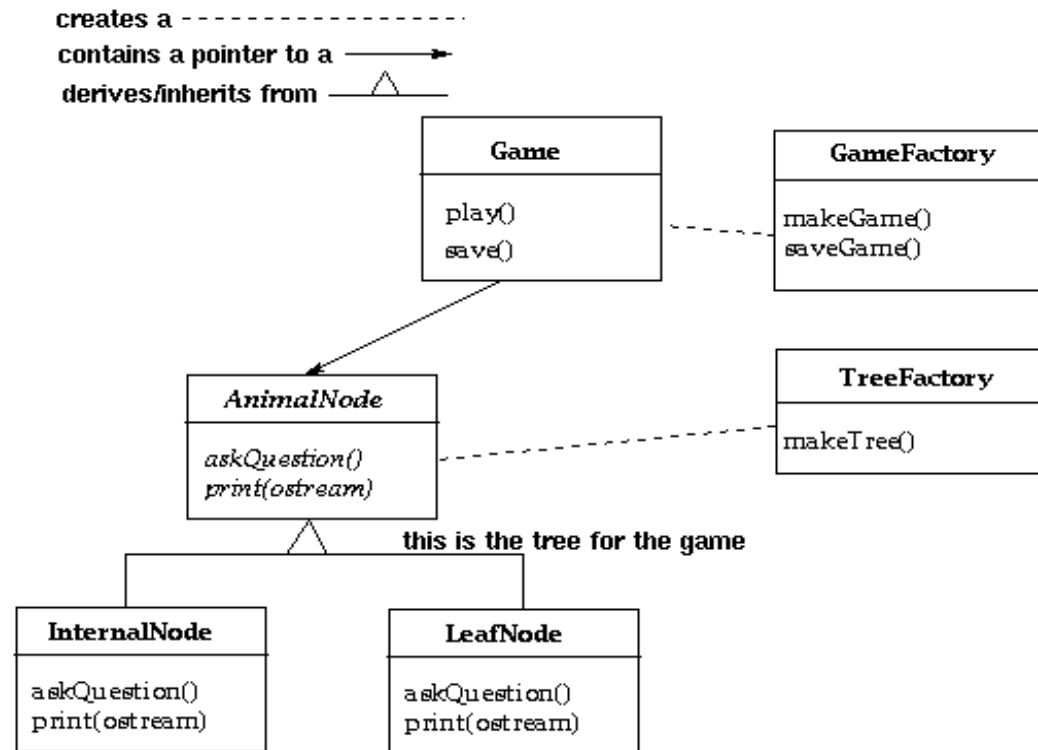 creates a
contains a pointer to a
derives/inherits from
Game
play()
save()
GameFactory
makeGame()
saveGame()
AnimalNode
askQuestion()
print(ostream)
TreeFactory
makeTree()
this is the tree for the game
InternalNode
askQuestion()
print(ostream)
LeafNode
askQuestion()
print(ostream)